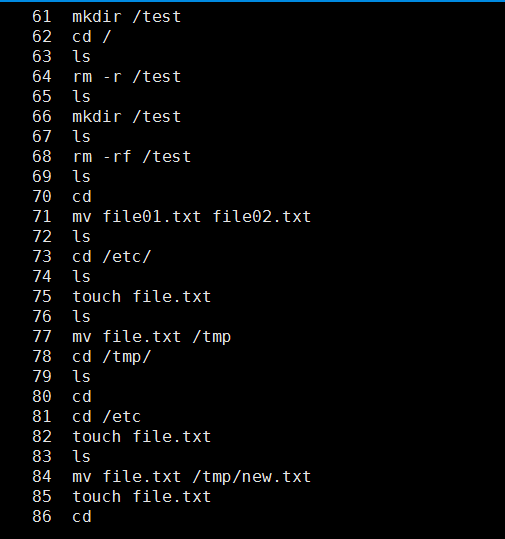 61 mkdir /test
62 cd /
63 ls
64 rm -r /test
65 ls
66 mkdir /test
67 ls
68 rm -rf /test
69 ls
70 cd
71 mv file01.txt file02.txt
72 ls
73 cd /etc/
74 ls
75 touch file.txt
76 ls
77 mv file.txt /tmp
78 cd /tmp/
79 ls
80 cd
81 cd /etc
82 touch file.txt
83 ls
84 mv file.txt /tmp/new.txt
85 touch file.txt
86 cd